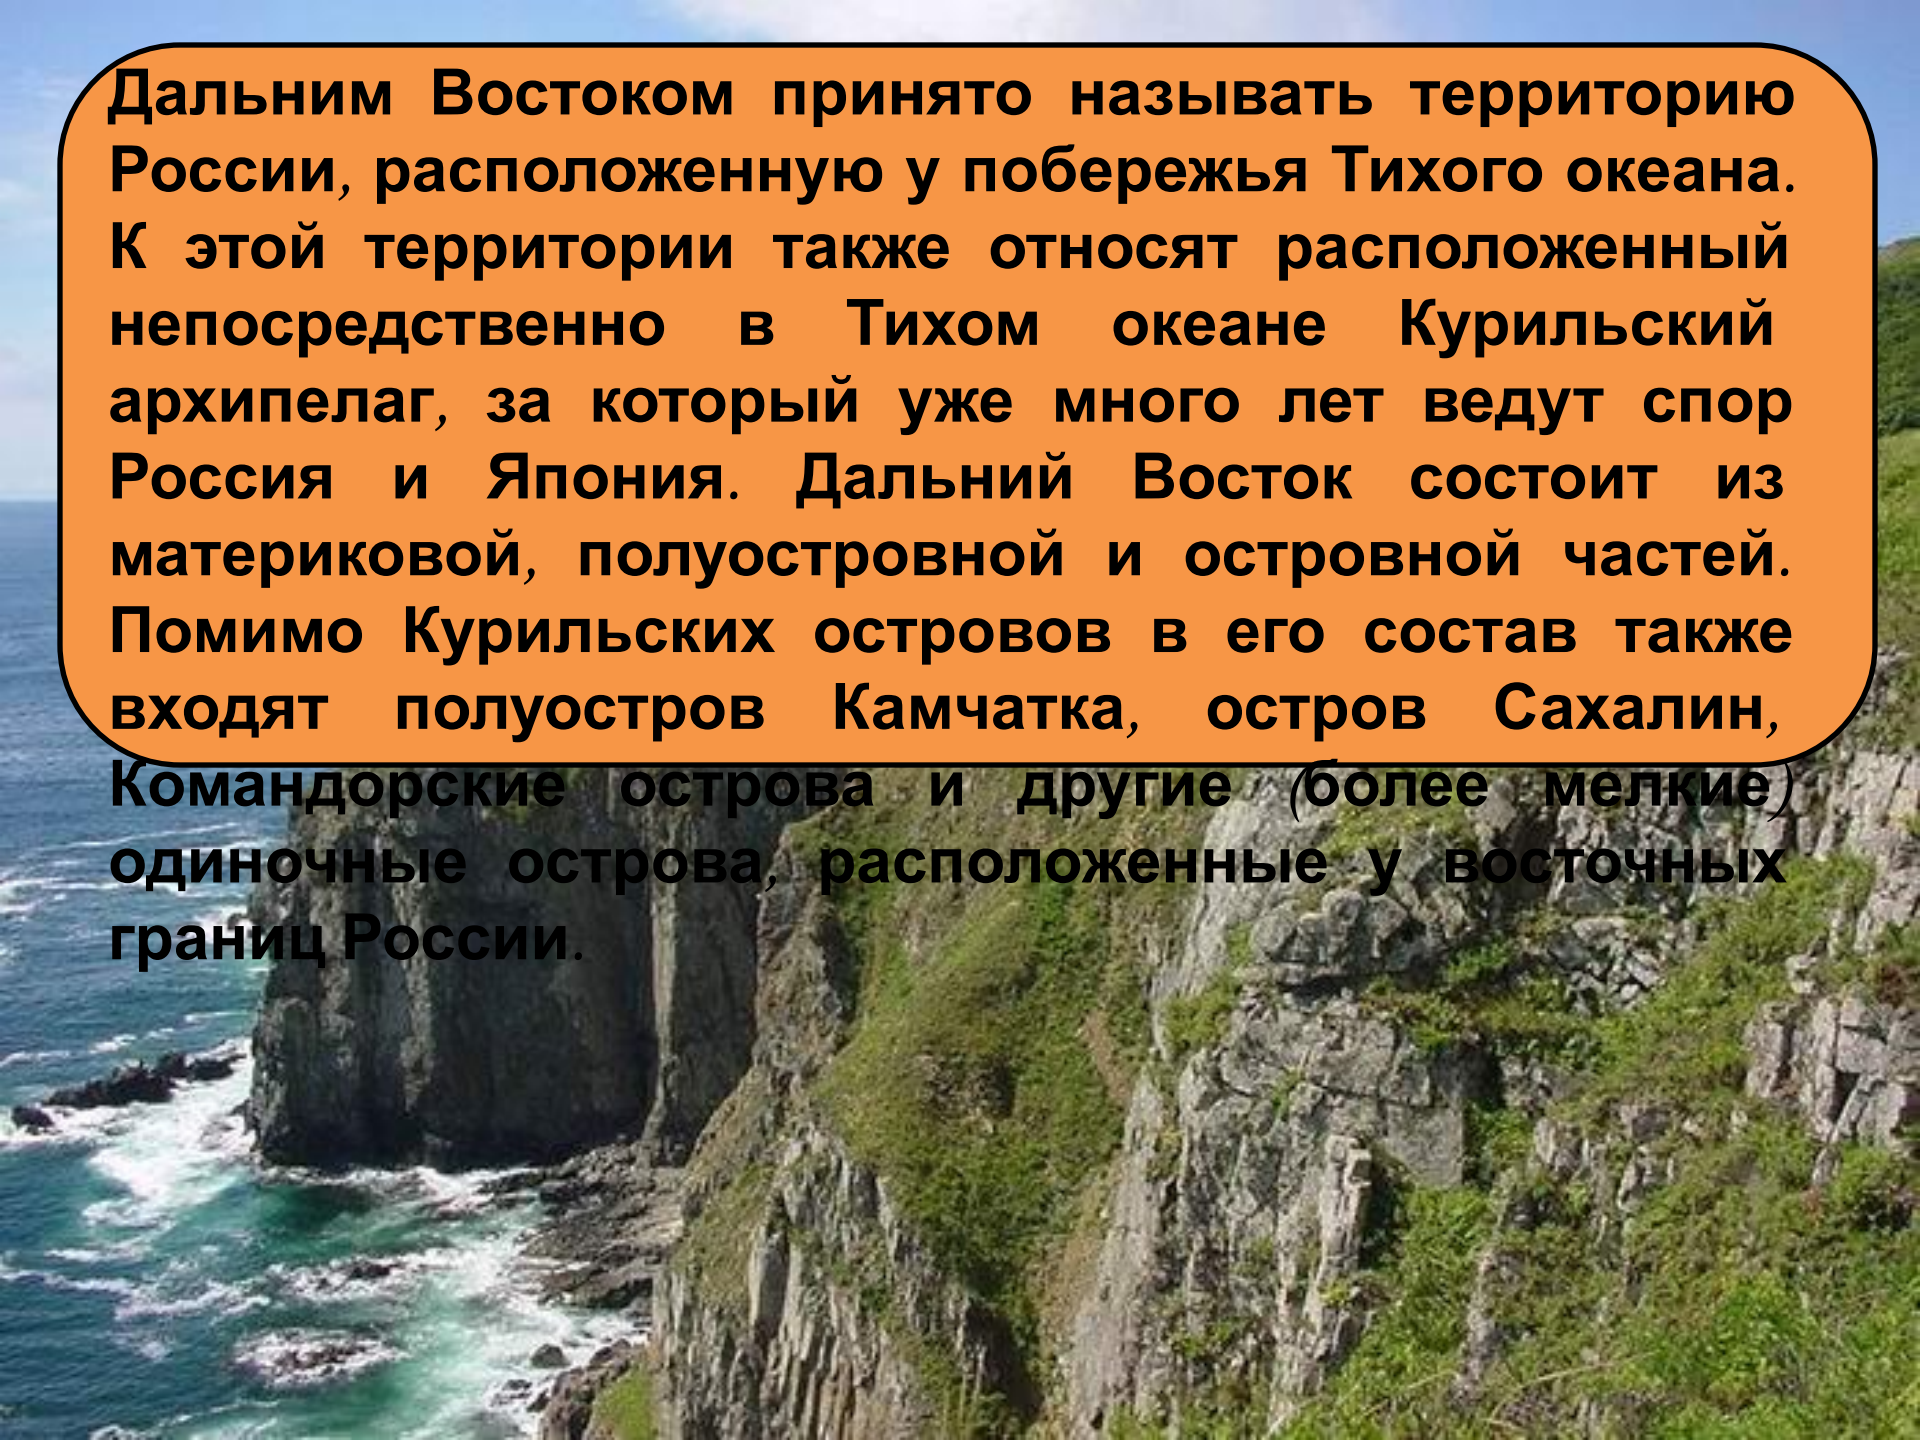 Дальним Востоком принято называть территорию
России, расположенную у побережья Тихого океана.
К этой территории также относят расположенный
непосредственно в Тихом океане Курильский
архипелаг, за который уже много лет ведут спор
Россия и Япония. Дальний Восток состоит из
материковой, полуостровной и островной частей.
Помимо Курильских островов в его состав также
входят полуостров Камчатка, остров Сахалин,
Командорские острова и другие (более мелкие)
одиночные острова, расположенные у восточных
границ России.